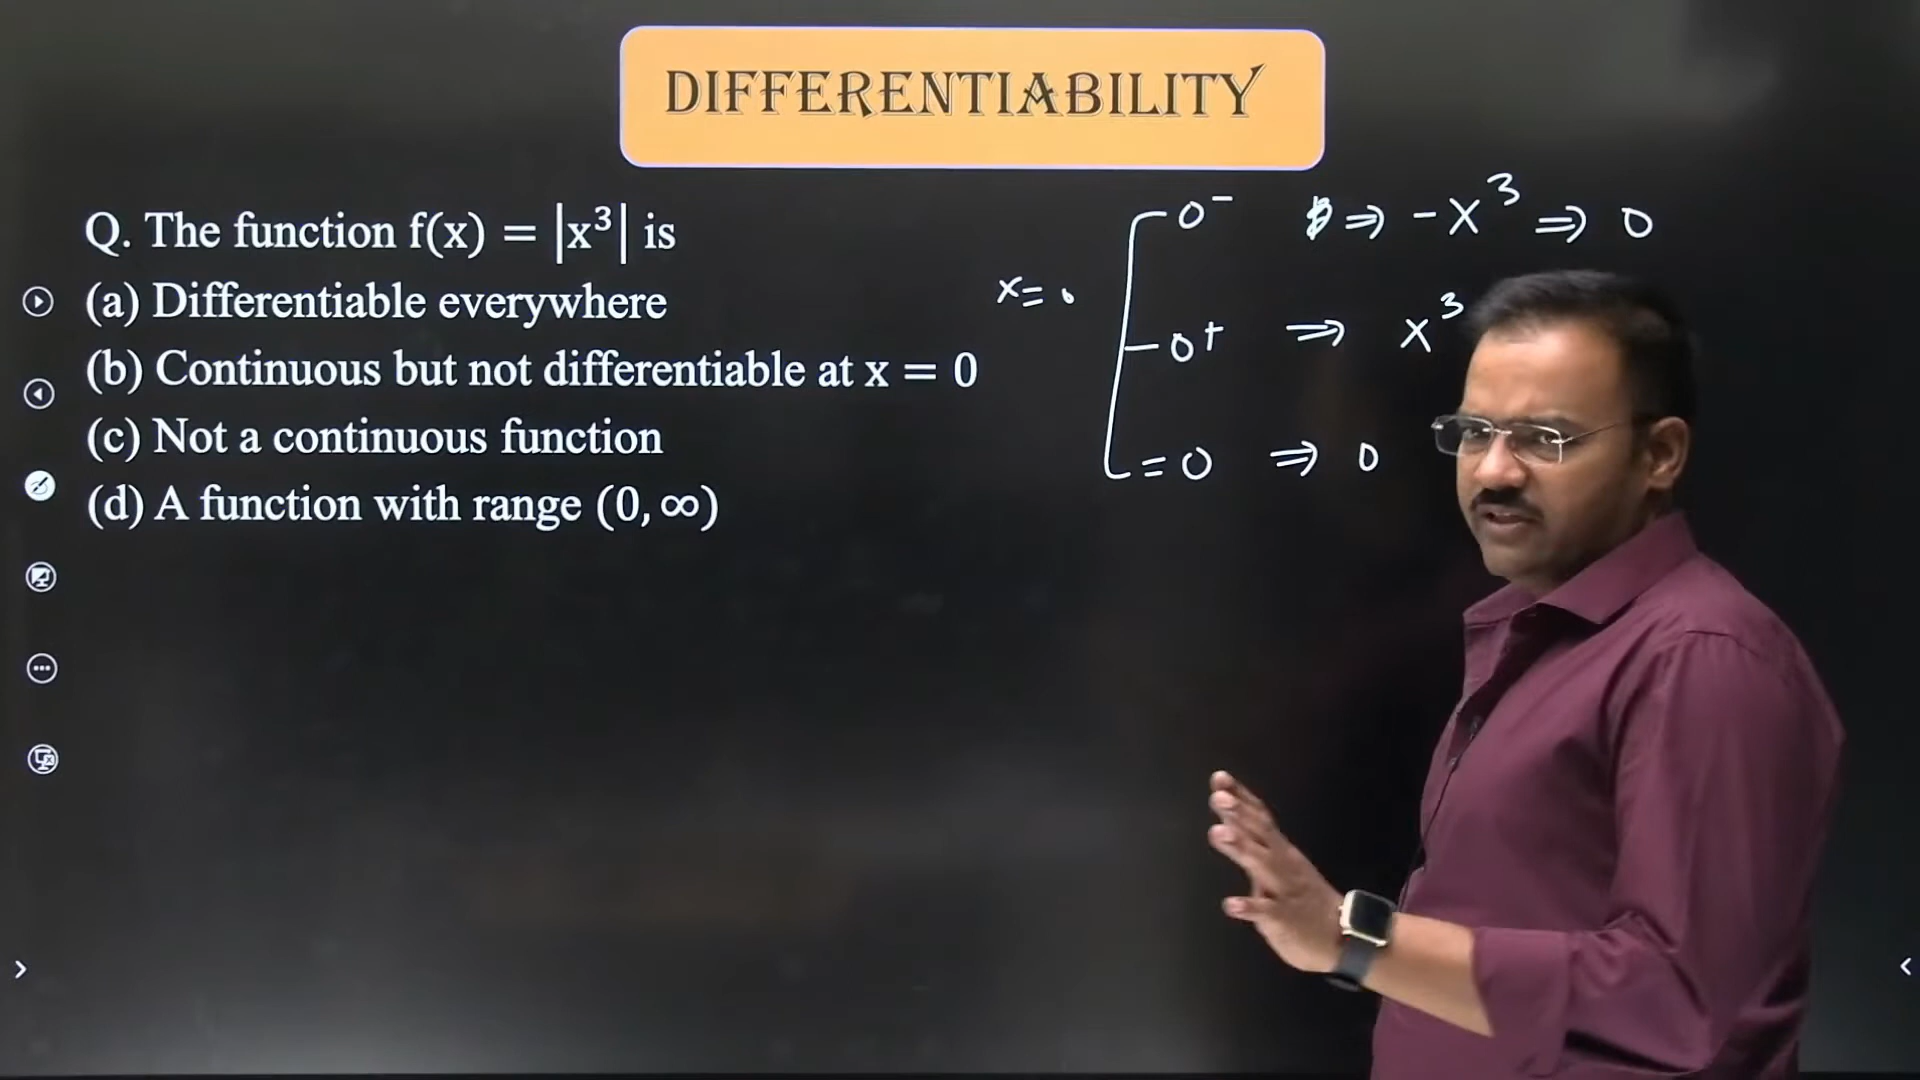 DIFFERENTIABILITY
Q. The function f(x) = |x³| is
(a) Differentiable everywhere
(b) Continuous but not differentiable at x = 0
(c) Not a continuous function
(d) A function with range (0, ∞)
x = 0
0⁻ ⇒ -x³ ⇒ 0
0⁺ ⇒ x³
= 0 ⇒ 0